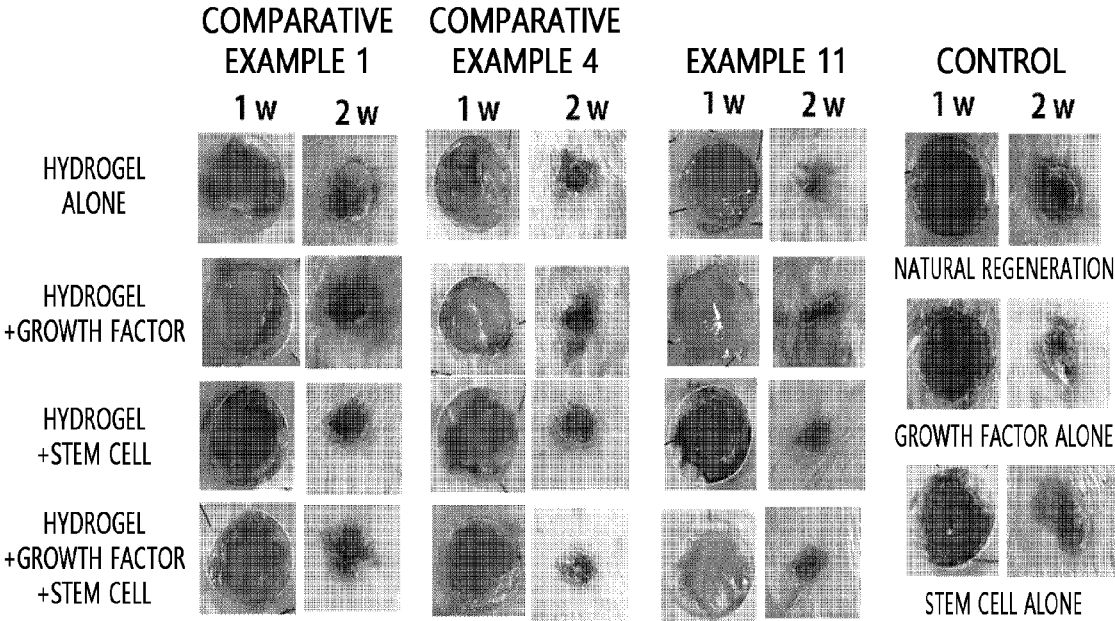 COMPARATIVE
EXAMPLE 1
COMPARATIVE
EXAMPLE 4
EXAMPLE 11
CONTROL
1 W
2 W
1 W
2 W
1 W
2 W
1 W
2 W
HYDROGEL
ALONE
NATURAL REGENERATION
HYDROGEL
+GROWTH FACTOR
GROWTH FACTOR ALONE
HYDROGEL
+STEM CELL
HYDROGEL
+GROWTH FACTOR
+STEM CELL
STEM CELL ALONE